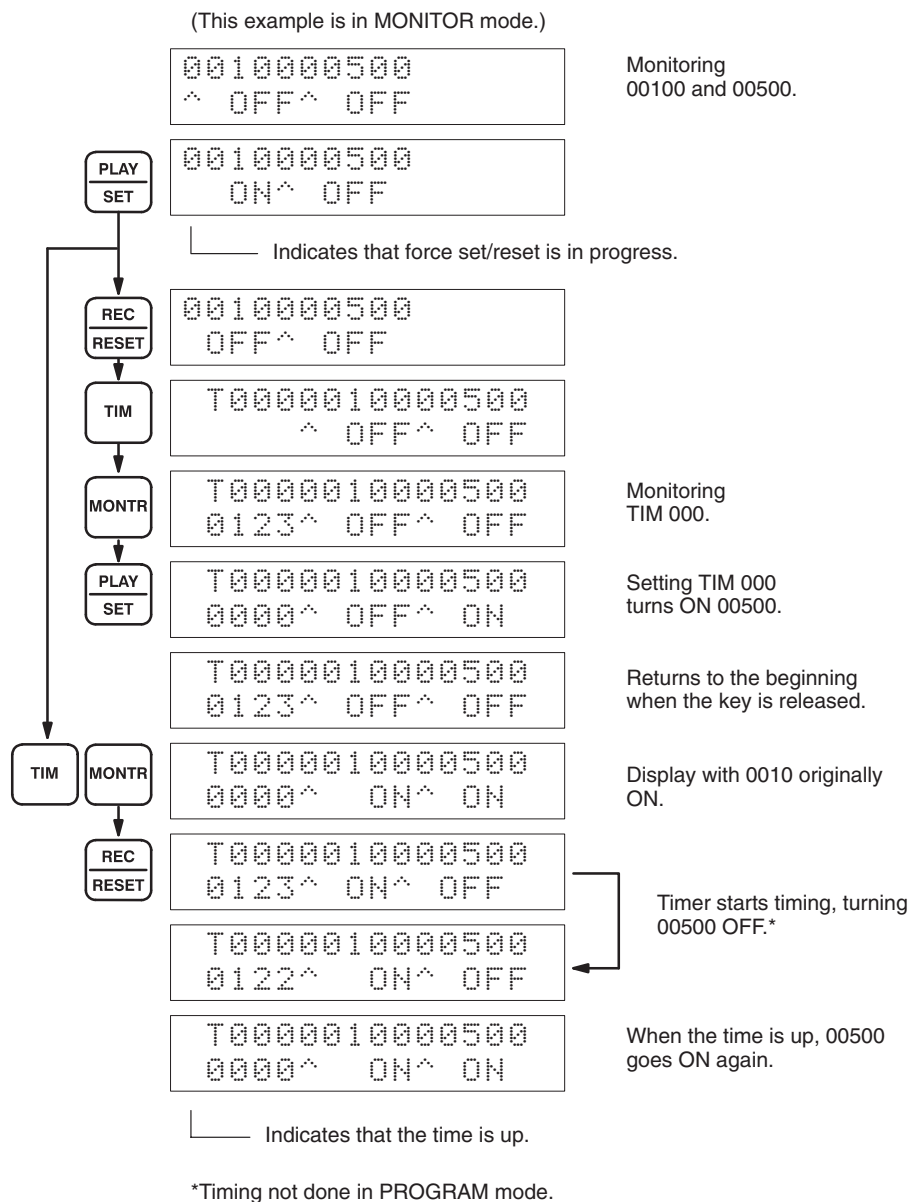 (This example is in MONITOR mode.)
0010000500
^ OFF^ OFF
Monitoring
00100 and 00500.
PLAY
SET
0010000500
ON^ OFF
Indicates that force set/reset is in progress.
REC
RESET
0010000500
OFF^ OFF
TIM
T0000010000500
^ OFF^ OFF
MONTR
T0000010000500
0123^ OFF^ OFF
Monitoring
TIM 000.
PLAY
SET
T0000010000500
0000^ OFF^ ON
Setting TIM 000
turns ON 00500.
T0000010000500
0123^ OFF^ OFF
Returns to the beginning
when the key is released.
TIM
MONTR
T0000010000500
0000^ ON^ ON
Display with 0010 originally
ON.
REC
RESET
T0000010000500
0123^ ON^ OFF
Timer starts timing, turning
00500 OFF.*
T0000010000500
0122^ ON^ OFF
T0000010000500
0000^ ON^ ON
When the time is up, 00500
goes ON again.
Indicates that the time is up.
*Timing not done in PROGRAM mode.